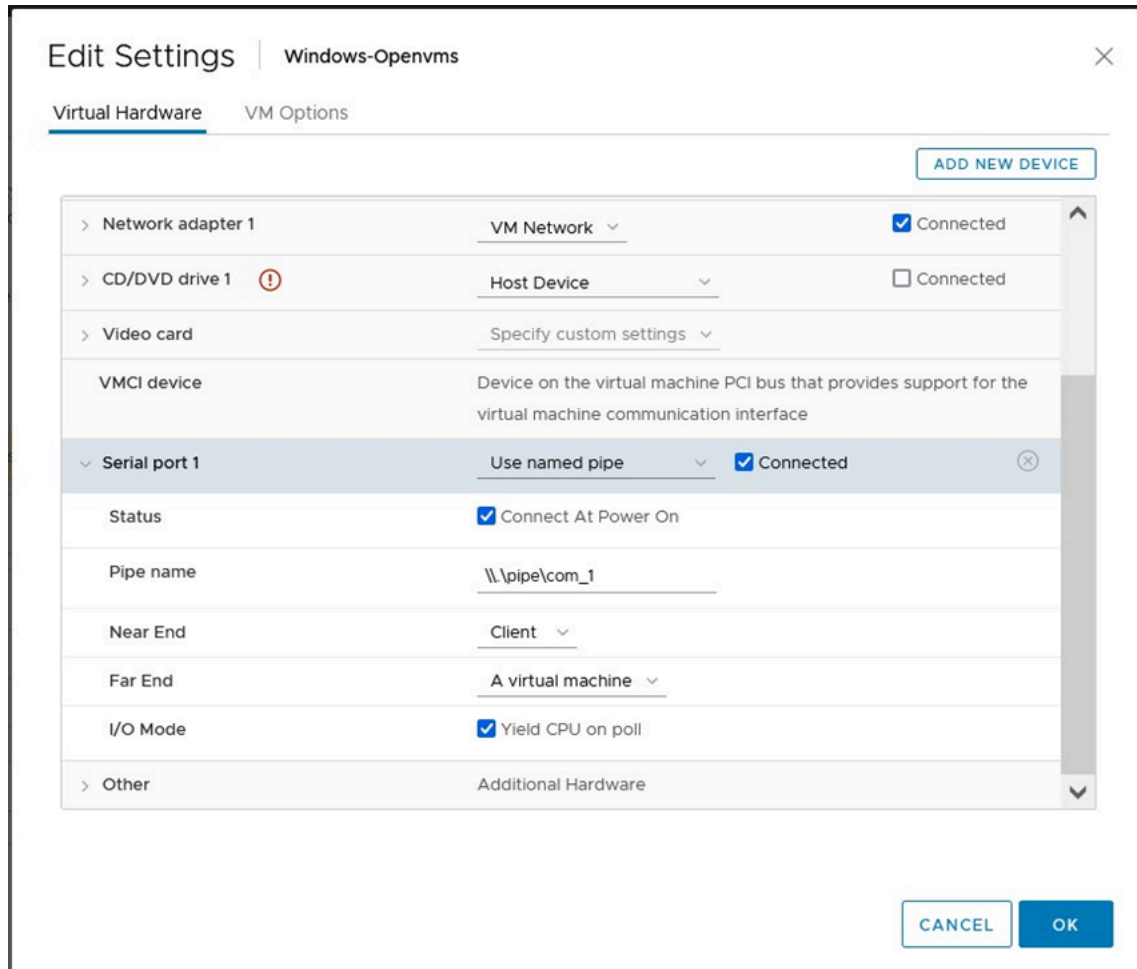 Edit Settings Windows-Openvms
Virtual Hardware VM Options
ADD NEW DEVICE
Network adapter 1 VM Network Connected
CD/DVD drive 1 Host Device Connected
Video card Specify custom settings
VMCI device Device on the virtual machine PCI bus that provides support for the
virtual machine communication interface
Serial port 1 Use named pipe Connected
Status Connect At Power On
Pipe name \\.\pipe\com_1
Near End Client
Far End A virtual machine
I/O Mode Yield CPU on poll
Other Additional Hardware
CANCEL OK